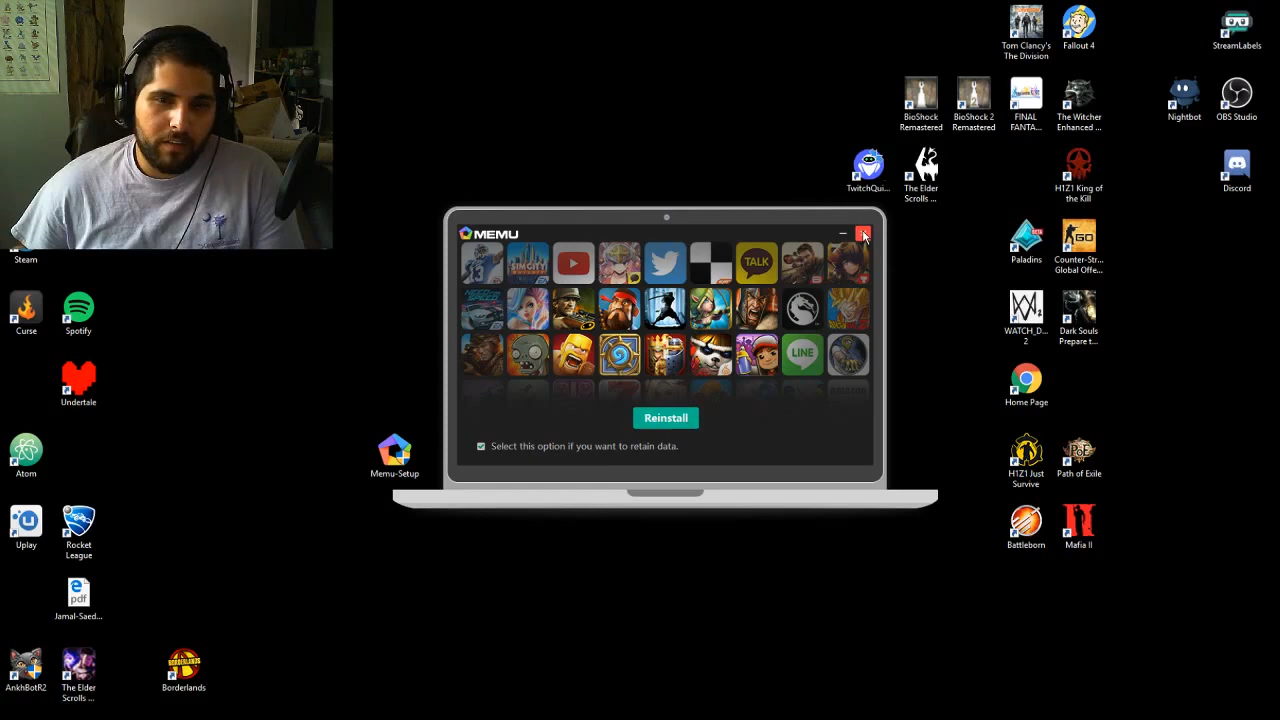 Tom Clancy's
The Division
Fallout 4
StreamLabels
BioShock
Remastered
BioShock 2
Remastered
FINAL
FANTA...
The Witcher
Enhanced ...
Nightbot
OBS Studio
TwitchQui...
The Elder
Scrolls ...
H1Z1 King of
the Kill
Discord
MEMU
Steam
Paladins
BETA
GO
Counter-Str...
Global Offe...
TALK
Curse
Spotify
WATCH_D...
2
Dark Souls
Prepare t...
LINE
Undertale
Home Page
Reinstall
Select this option if you want to retain data.
Atom
Memu-Setup
H1Z1 Just
Survive
Path of Exile
Uplay
Rocket
League
Battleborn
Mafia II
pdf
Jamal-Saed...
AnkhBotR2
The Elder
Scrolls ...
BORDERLANDS
Borderlands